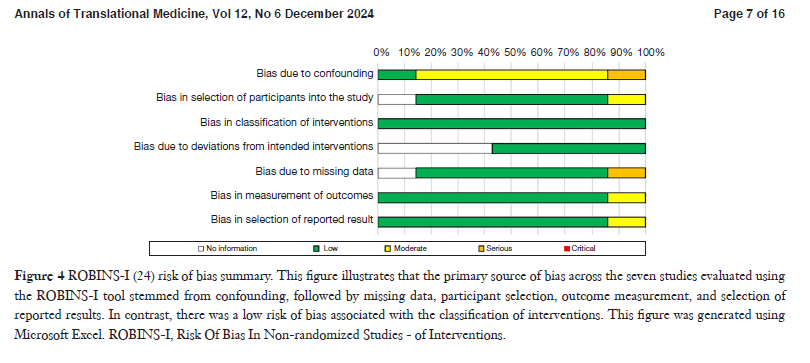 Annals of Translational Medicine, Vol 12, No 6 December 2024 Page 7 of 16
0% 10% 20% 30% 40% 50% 60% 70% 80% 90% 100%
Bias due to confounding
Bias in selection of participants into the study
Bias in classification of interventions
Bias due to deviations from intended interventions
Bias due to missing data
Bias in measurement of outcomes
Bias in selection of reported result
No information Low Moderate Serious Critical
Figure 4 ROBINS-I (24) risk of bias summary. This figure illustrates that the primary source of bias across the seven studies evaluated using
the ROBINS-I tool stemmed from confounding, followed by missing data, participant selection, outcome measurement, and selection of
reported results. In contrast, there was a low risk of bias associated with the classification of interventions. This figure was generated using
Microsoft Excel. ROBINS-I, Risk Of Bias In Non-randomized Studies - of Interventions.